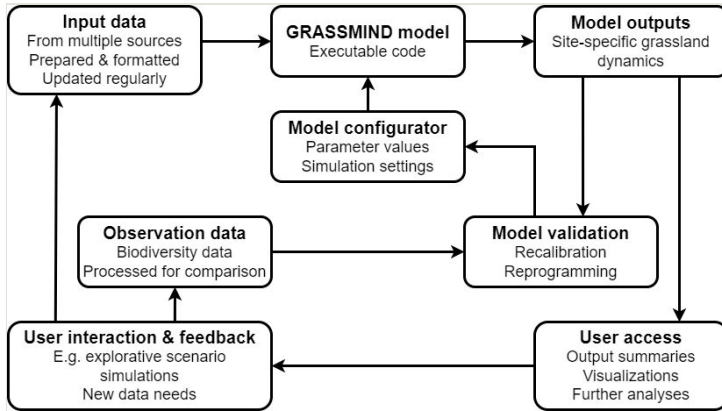 Input data
From multiple sources
Prepared & formatted
Updated regularly
GRASSMIND model
Executable code
Model outputs
Site-specific grassland
dynamics
Model configurator
Parameter values
Simulation settings
Observation data
Biodiversity data
Processed for comparison
Model validation
Recalibration
Reprogramming
User interaction & feedback
E.g. explorative scenario
simulations
New data needs
User access
Output summaries
Visualizations
Further analyses